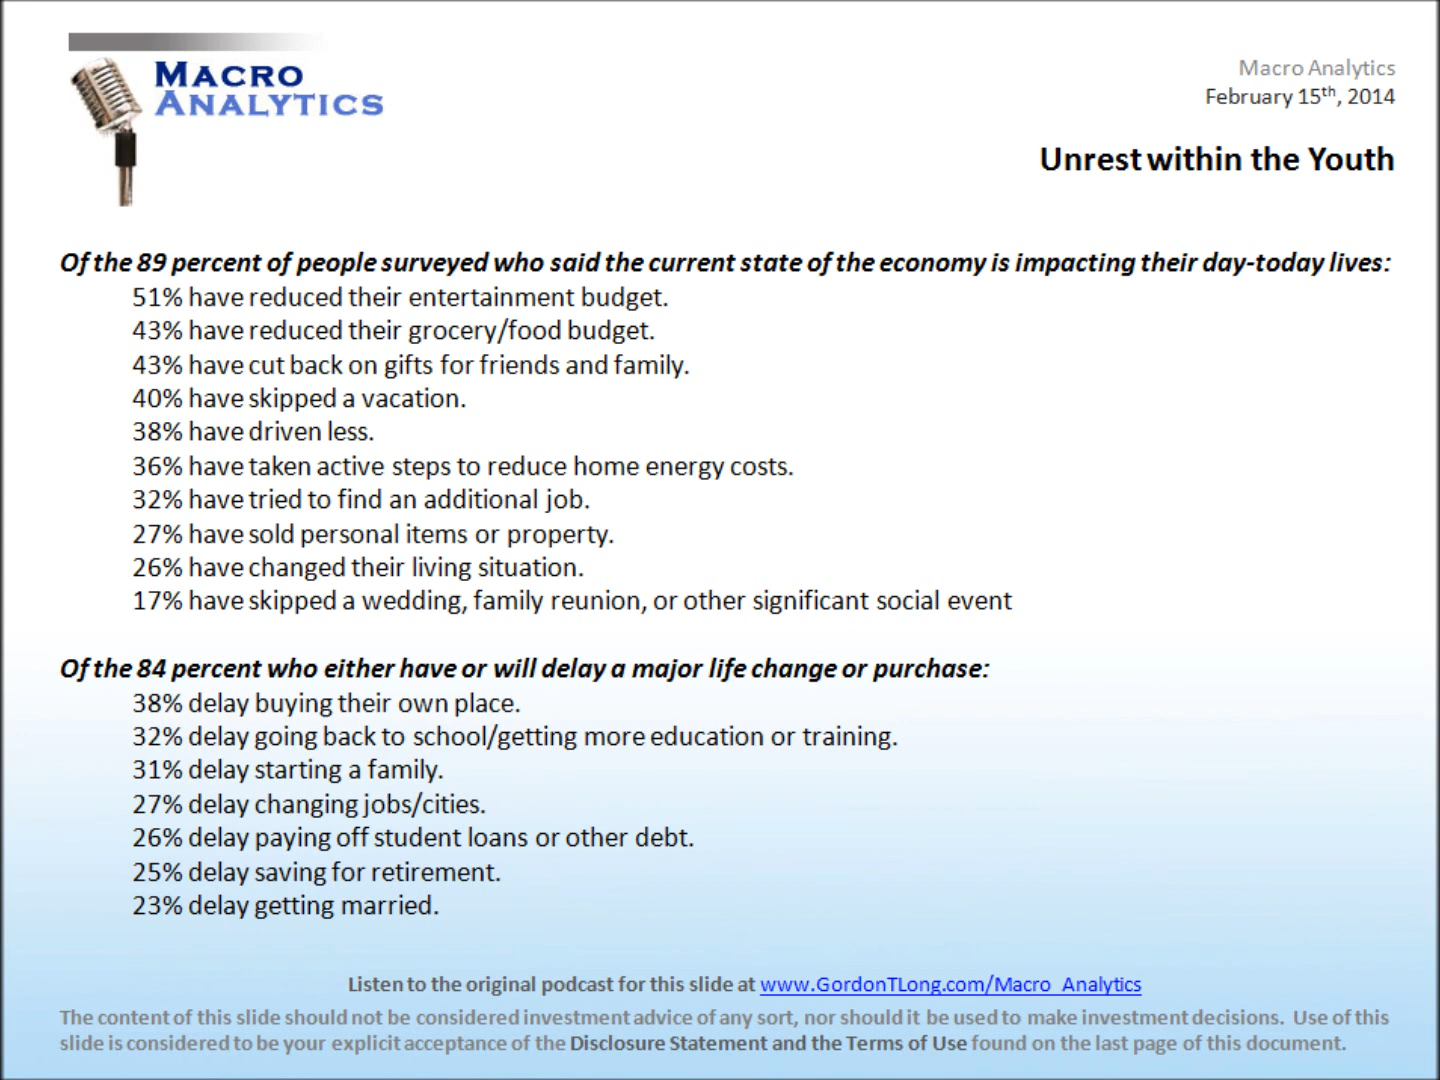 MACRO
ANALYTICS
Macro Analytics
February 15th, 2014
Unrest within the Youth
Of the 89 percent of people surveyed who said the current state of the economy is impacting their day-today lives:
51% have reduced their entertainment budget.
43% have reduced their grocery/food budget.
43% have cut back on gifts for friends and family.
40% have skipped a vacation.
38% have driven less.
36% have taken active steps to reduce home energy costs.
32% have tried to find an additional job.
27% have sold personal items or property.
26% have changed their living situation.
17% have skipped a wedding, family reunion, or other significant social event
Of the 84 percent who either have or will delay a major life change or purchase:
38% delay buying their own place.
32% delay going back to school/getting more education or training.
31% delay starting a family.
27% delay changing jobs/cities.
26% delay paying off student loans or other debt.
25% delay saving for retirement.
23% delay getting married.
Listen to the original podcast for this slide at www.GordonTLong.com/Macro_Analytics
The content of this slide should not be considered investment advice of any sort, nor should it be used to make investment decisions. Use of this
slide is considered to be your explicit acceptance of the Disclosure Statement and the Terms of Use found on the last page of this document.